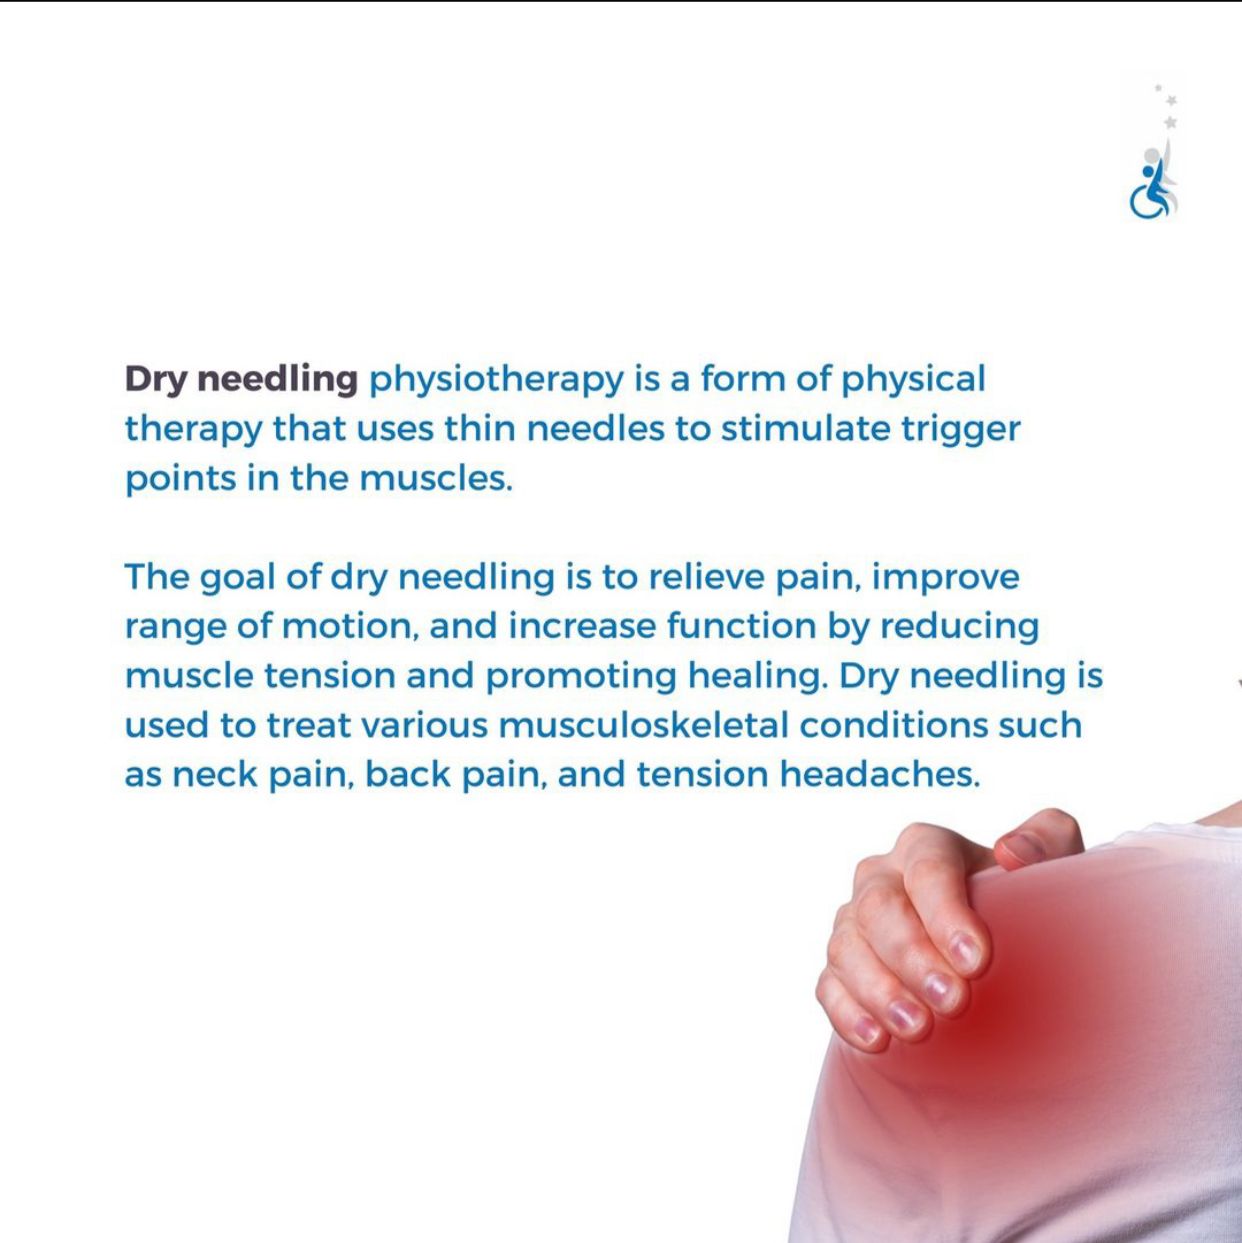 Dry needling physiotherapy is a form of physical
therapy that uses thin needles to stimulate trigger
points in the muscles.
The goal of dry needling is to relieve pain, improve
range of motion, and increase function by reducing
muscle tension and promoting healing. Dry needling is
used to treat various musculoskeletal conditions such
as neck pain, back pain, and tension headaches.